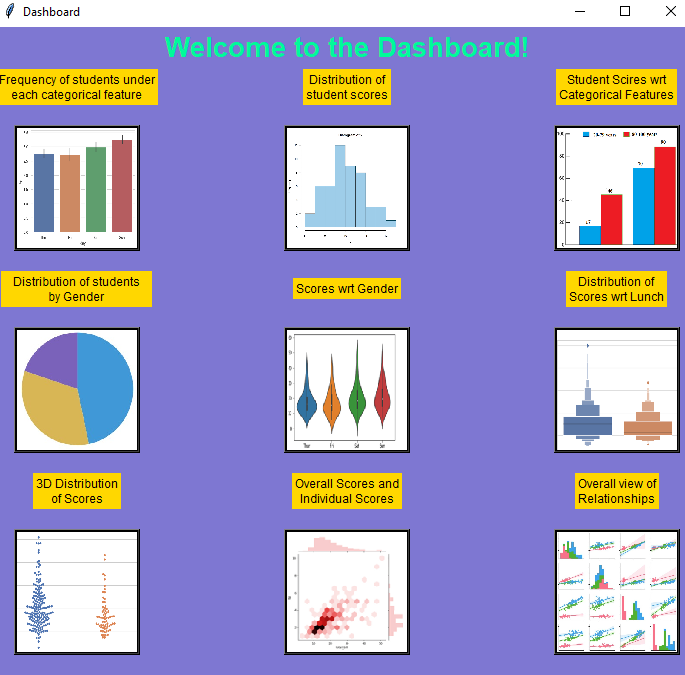 Dashboard
Welcome to the Dashboard!
Frequency of students under
each categorical feature
Distribution of
student scores
Student Scires wrt
Categorical Features
Distribution of students
by Gender
Scores wrt Gender
Distribution of
Scores wrt Lunch
3D Distribution
of Scores
Overall Scores and
Individual Scores
Overall view of
Relationships